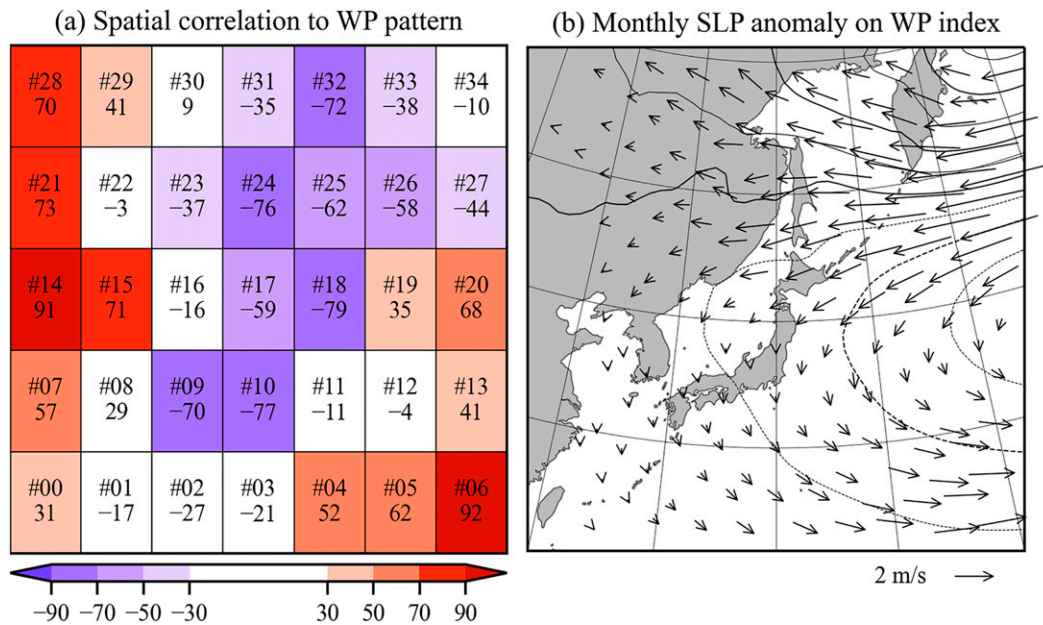 (a) Spatial correlation to WP pattern
#28 #29 #30 #31 #32 #33 #34
70 41 9 −35 −72 −38 −10
#21 #22 #23 #24 #25 #26 #27
73 −3 −37 −76 −62 −58 −44
#14 #15 #16 #17 #18 #19 #20
91 71 −16 −59 −79 35 68
#07 #08 #09 #10 #11 #12 #13
57 29 −70 −77 −11 −4 41
#00 #01 #02 #03 #04 #05 #06
31 −17 −27 −21 52 62 92
−90 −70 −50 −30 30 50 70 90
(b) Monthly SLP anomaly on WP index
2 m/s